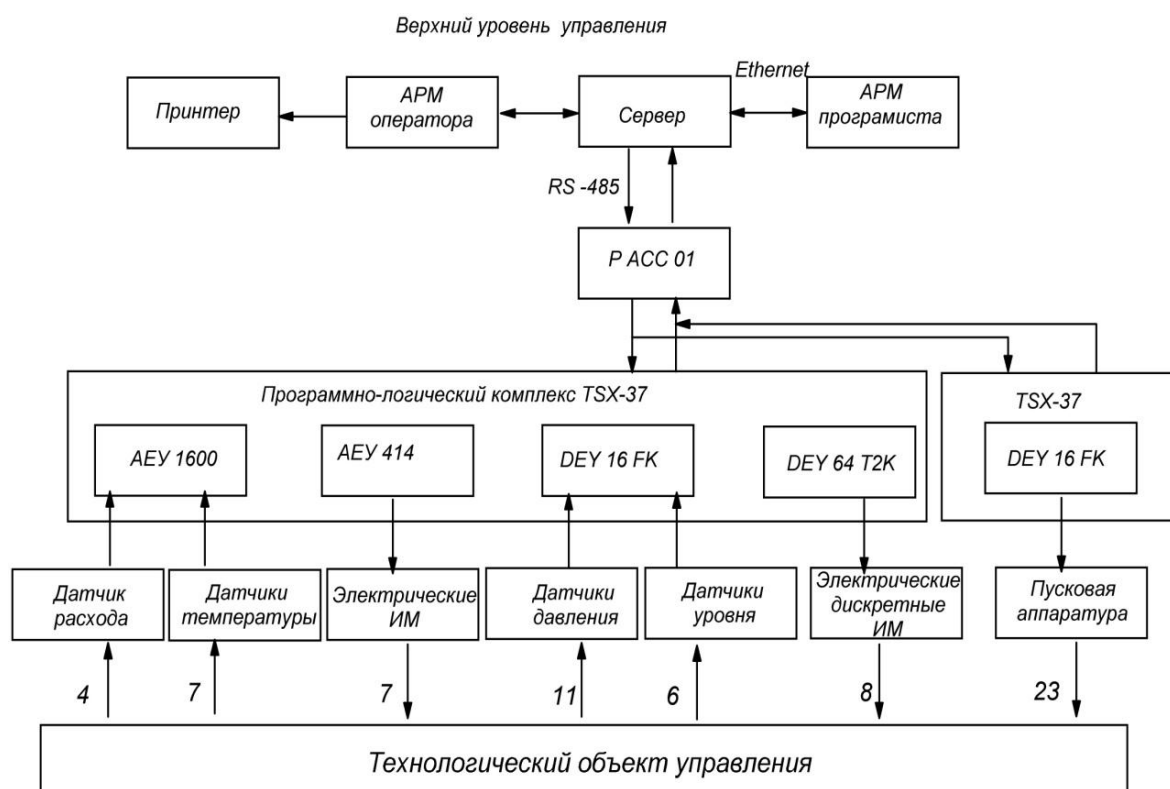 Верхний уровень управления
Принтер
АРМ
оператора
Сервер
Ethernet
АРМ
програмиста
RS -485
P ACC 01
Программно-логический комплекс TSX-37
TSX-37
АЕУ 1600
АЕУ 414
DEY 16 FK
DEY 64 T2K
DEY 16 FK
Датчик
расхода
Датчики
температуры
Электрические
ИМ
Датчики
давления
Датчики
уровня
Электрические
дискретные
ИМ
Пусковая
аппаратура
4
7
7
11
6
8
23
Технологический объект управления